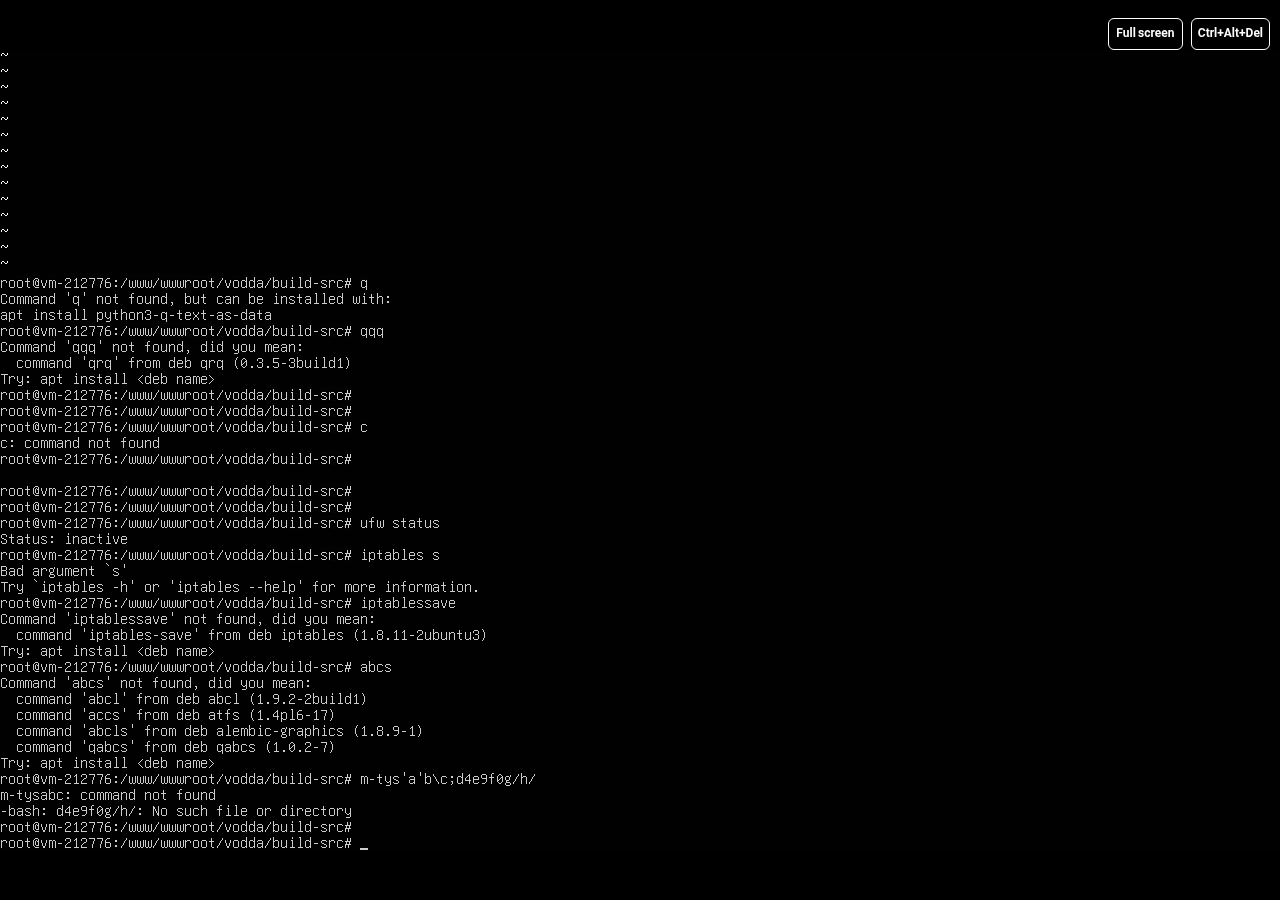 Full screen
Ctrl+Alt+Del
~
~
~
~
~
~
~
~
~
~
~
~
~
~
root@vm-212776:/www/wwwroot/vodda/build-src# q
Command 'q' not found, but can be installed with:
apt install python3-q-text-as-data
root@vm-212776:/www/wwwroot/vodda/build-src# qqq
Command 'qqq' not found, did you mean:
  command 'qrq' from deb qrq (0.3.5-3build1)
Try: apt install <deb name>
root@vm-212776:/www/wwwroot/vodda/build-src#
root@vm-212776:/www/wwwroot/vodda/build-src#
root@vm-212776:/www/wwwroot/vodda/build-src# c
c: command not found
root@vm-212776:/www/wwwroot/vodda/build-src#

root@vm-212776:/www/wwwroot/vodda/build-src#
root@vm-212776:/www/wwwroot/vodda/build-src#
root@vm-212776:/www/wwwroot/vodda/build-src# ufw status
Status: inactive
root@vm-212776:/www/wwwroot/vodda/build-src# iptables s
Bad argument `s'
Try `iptables -h' or 'iptables --help' for more information.
root@vm-212776:/www/wwwroot/vodda/build-src# iptablessave
Command 'iptablessave' not found, did you mean:
  command 'iptables-save' from deb iptables (1.8.11-2ubuntu3)
Try: apt install <deb name>
root@vm-212776:/www/wwwroot/vodda/build-src# abcs
Command 'abcs' not found, did you mean:
  command 'abcl' from deb abcl (1.9.2-2build1)
  command 'accs' from deb atfs (1.4pl6-17)
  command 'abcls' from deb alembic-graphics (1.8.9-1)
  command 'qabcs' from deb qabcs (1.0.2-7)
Try: apt install <deb name>
root@vm-212776:/www/wwwroot/vodda/build-src# m-tys'a'b\c;d4e9f0g/h/
m-tysabc: command not found
-bash: d4e9f0g/h/: No such file or directory
root@vm-212776:/www/wwwroot/vodda/build-src#
root@vm-212776:/www/wwwroot/vodda/build-src# _